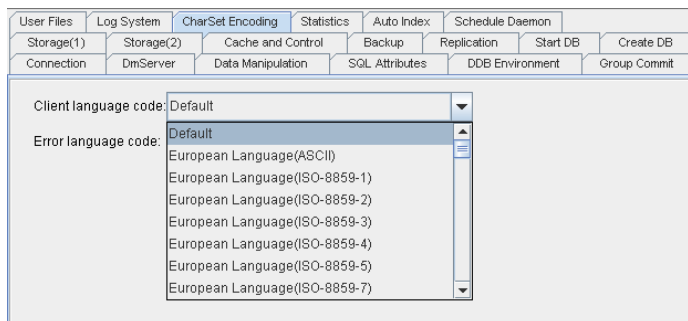 User Files Log System CharSet Encoding Statistics Auto Index Schedule Daemon
Storage(1) Storage(2) Cache and Control Backup Replication Start DB Create DB
Connection DmServer Data Manipulation SQL Attributes DDB Environment Group Commit
Client language code: Default
Error language code: Default
European Language(ASCII)
European Language(ISO-8859-1)
European Language(ISO-8859-2)
European Language(ISO-8859-3)
European Language(ISO-8859-4)
European Language(ISO-8859-5)
European Language(ISO-8859-7)